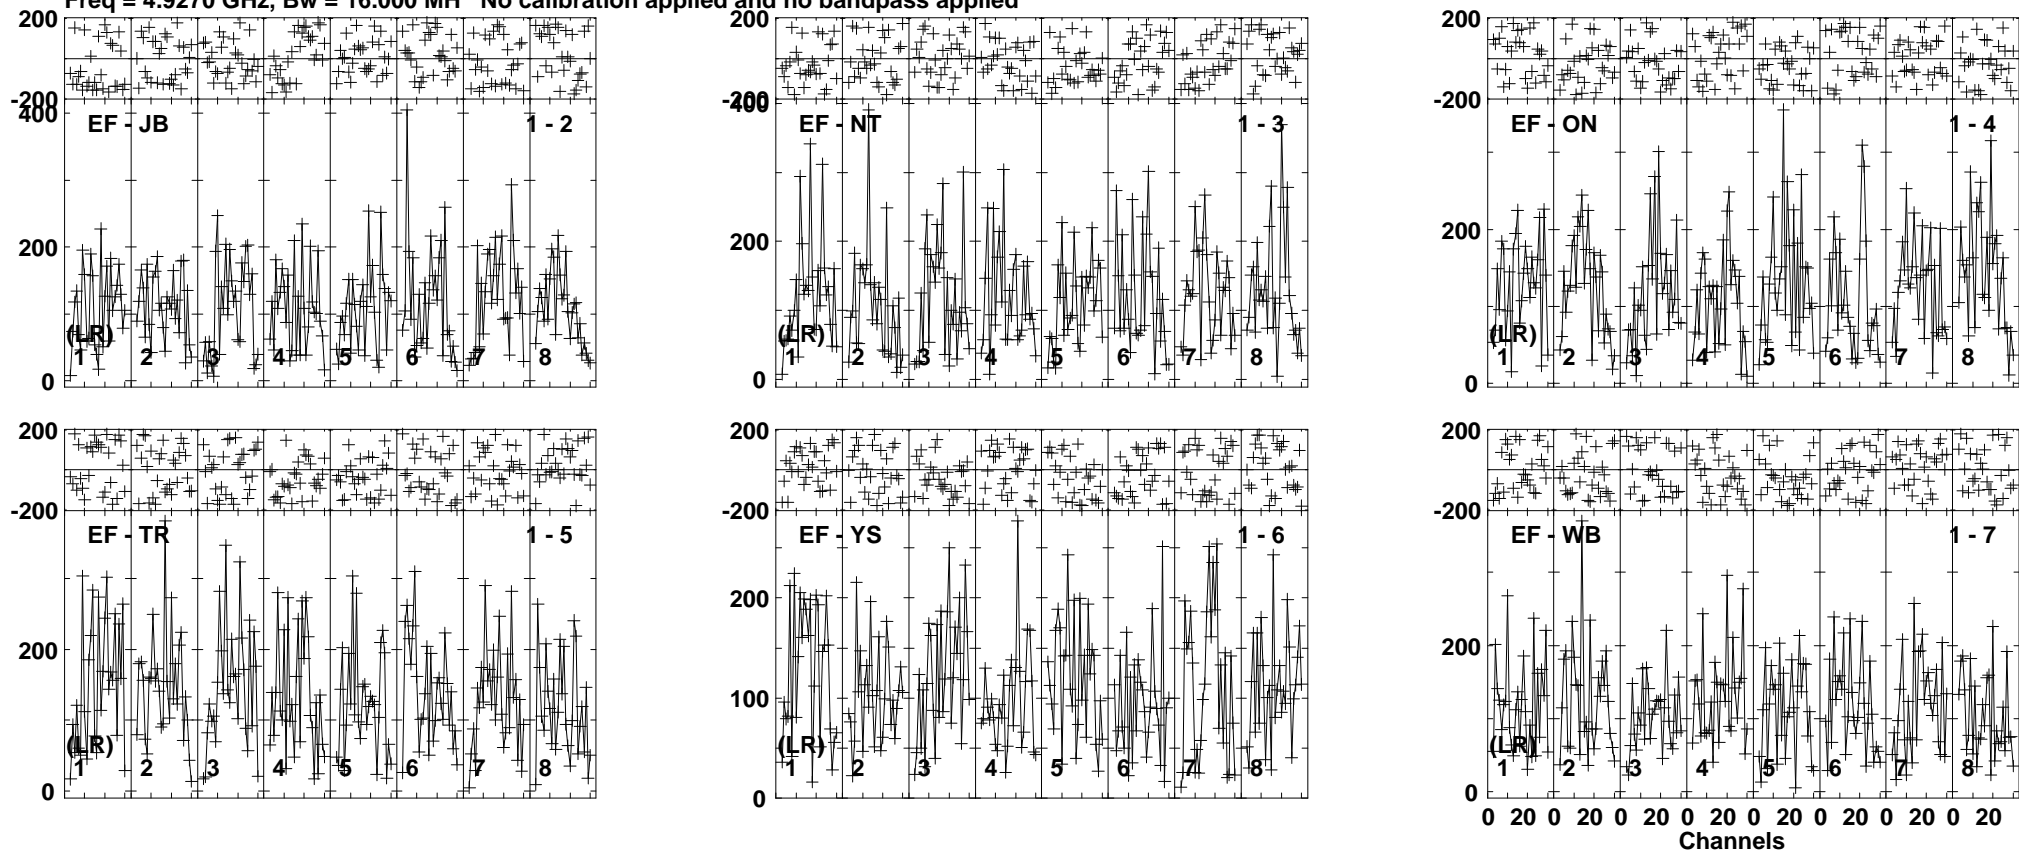 Freq = 4.9270 GHz, Bw = 16.000 MH No calibration applied and no bandpass applied
200 200 200
-200 -200 -200
400 400
EF - JB 1 - 2 EF - NT 1 - 3 EF - ON 1 - 4
200 200 200
(LR) (LR) (LR)
1 2 3 4 5 6 7 8 1 2 3 4 5 6 7 8 1 2 3 4 5 6 7 8
0 0 0
200 200 200
-200 -200 -200
EF - TR 1 - 5 EF - YS 1 - 6 EF - WB 1 - 7
200 200 200
100
(LR) (LR) (LR)
1 2 3 4 5 6 7 8 1 2 3 4 5 6 7 8 1 2 3 4 5 6 7 8
0 0 0
0 20 0 20 0 20 0 20 0 20 0 20 0 20 0 20
Channels